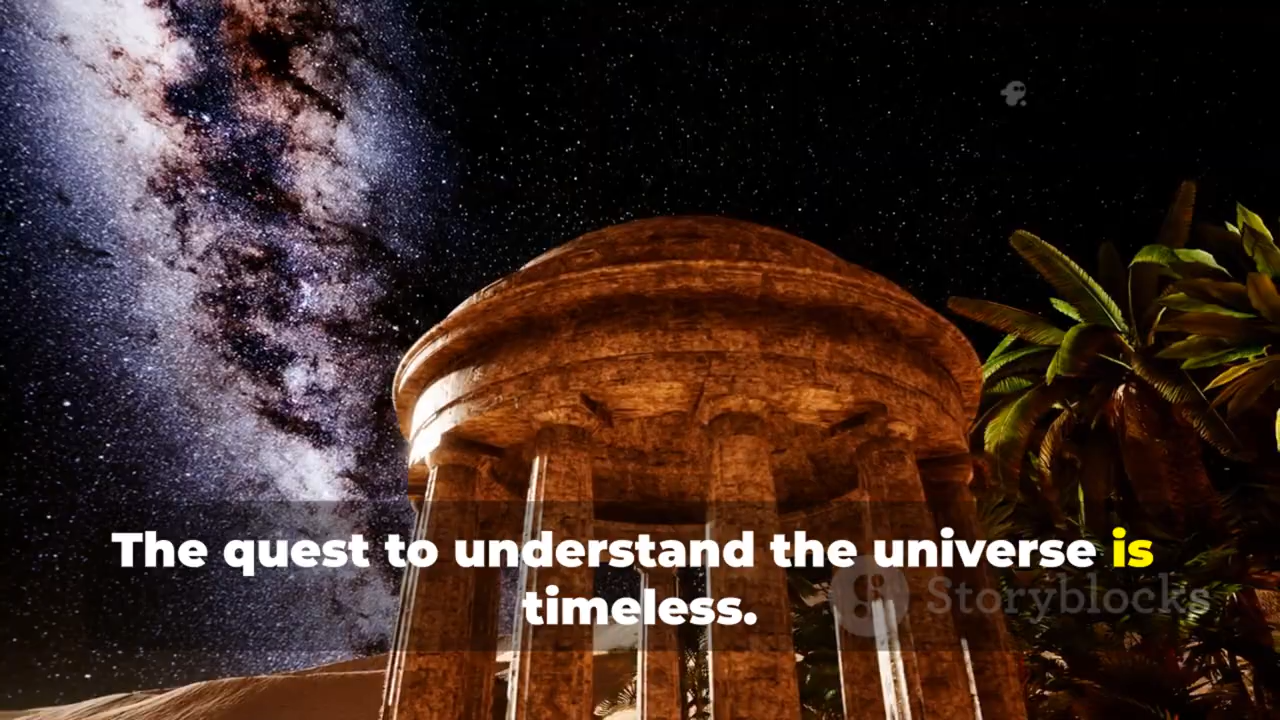 The quest to understand the universe is
timeless.
Storyblocks